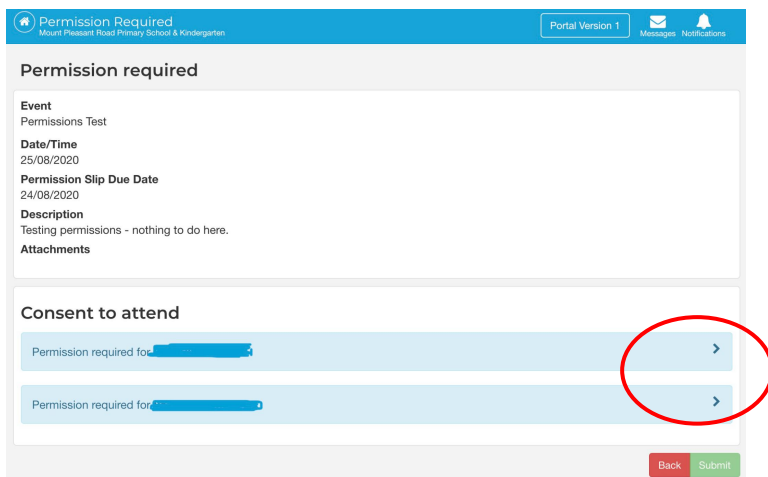 Permission Required
Mount Pleasant Road Primary School & Kindergarten
Portal Version 1
Messages Notifications
Permission required
Event
Permissions Test
Date/Time
25/08/2020
Permission Slip Due Date
24/08/2020
Description
Testing permissions - nothing to do here.
Attachments
Consent to attend
Permission required for
Permission required for
Back Submit